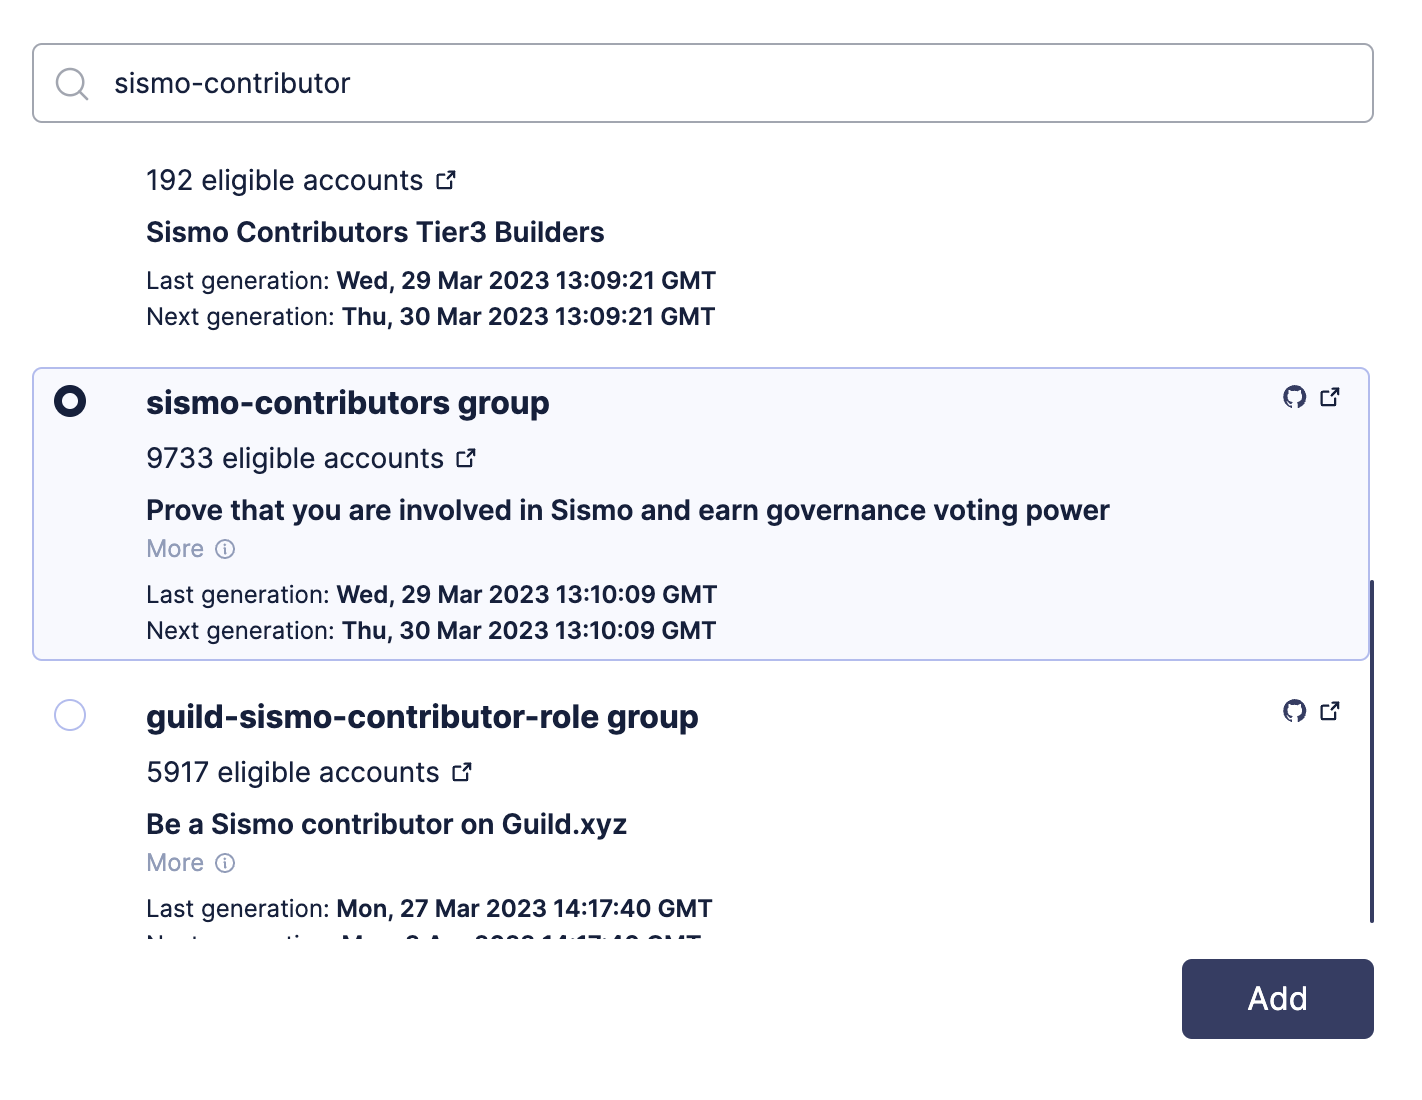 sismo-contributor
192 eligible accounts
Sismo Contributors Tier3 Builders
Last generation: Wed, 29 Mar 2023 13:09:21 GMT
Next generation: Thu, 30 Mar 2023 13:09:21 GMT
sismo-contributors group
9733 eligible accounts
Prove that you are involved in Sismo and earn governance voting power
More
Last generation: Wed, 29 Mar 2023 13:10:09 GMT
Next generation: Thu, 30 Mar 2023 13:10:09 GMT
guild-sismo-contributor-role group
5917 eligible accounts
Be a Sismo contributor on Guild.xyz
More
Last generation: Mon, 27 Mar 2023 14:17:40 GMT
Add